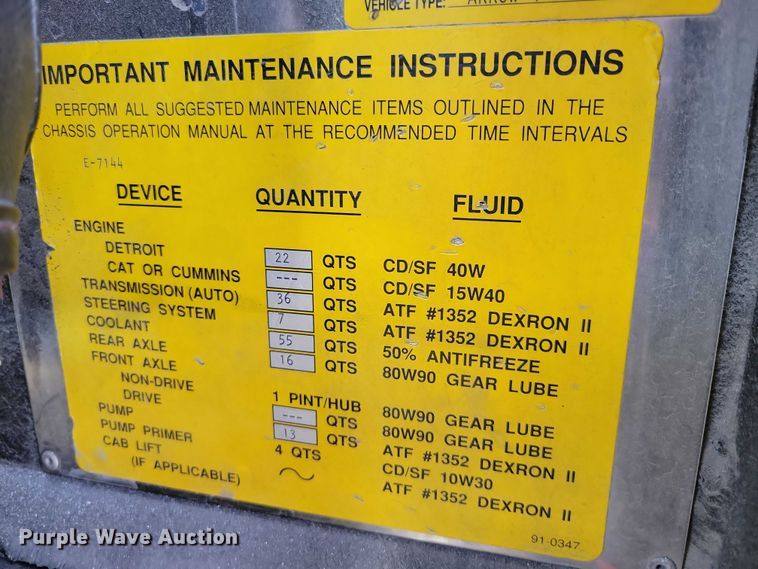 VEHICLE TYPE:
IMPORTANT MAINTENANCE INSTRUCTIONS
PERFORM ALL SUGGESTED MAINTENANCE ITEMS OUTLINED IN THE
CHASSIS OPERATION MANUAL AT THE RECOMMENDED TIME INTERVALS
E-7144
DEVICE QUANTITY FLUID
ENGINE
DETROIT 22 QTS CD/SF 40W
CAT OR CUMMINS --- QTS CD/SF 15W40
TRANSMISSION (AUTO) 36 QTS ATF #1352 DEXRON II
STEERING SYSTEM 7 QTS ATF #1352 DEXRON II
COOLANT 55 QTS 50% ANTIFREEZE
REAR AXLE 16 QTS 80W90 GEAR LUBE
FRONT AXLE
NON-DRIVE 1 PINT/HUB 80W90 GEAR LUBE
DRIVE --- QTS 80W90 GEAR LUBE
PUMP 13 QTS ATF #1352 DEXRON II
PUMP PRIMER 4 QTS CD/SF 10W30
CAB LIFT ATF #1352 DEXRON II
(IF APPLICABLE)
91-0347
Purple Wave Auction